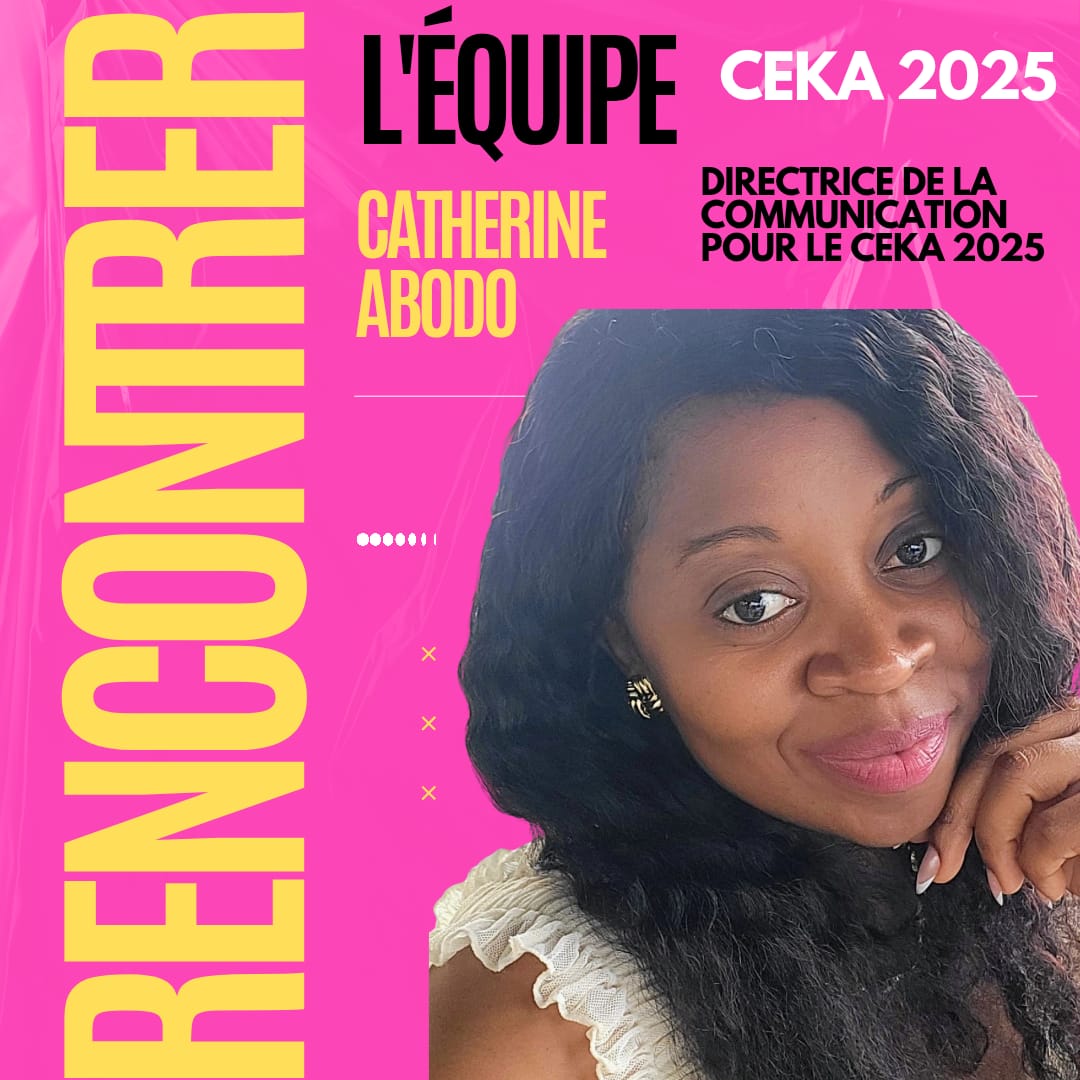 RENCONTRER
L'ÉQUIPE
CEKA 2025
CATHERINE
ABODO
DIRECTRICE DE LA
COMMUNICATION
POUR LE CEKA 2025